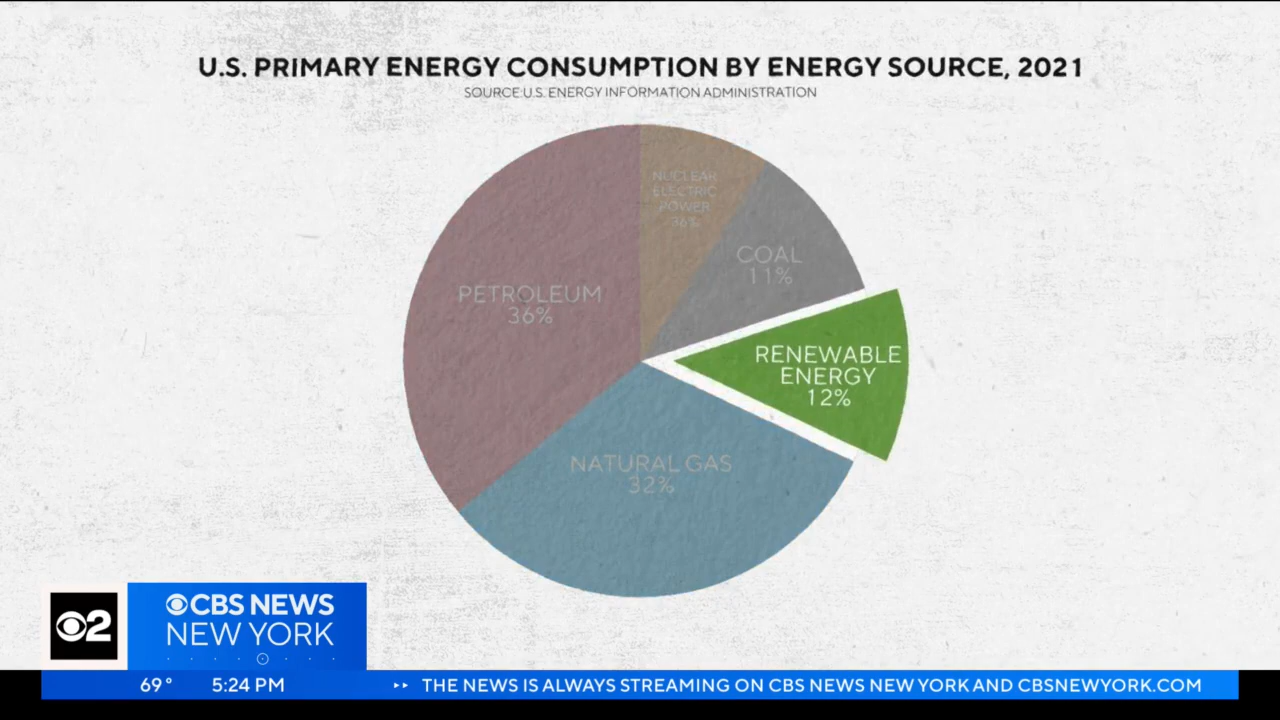 U.S. PRIMARY ENERGY CONSUMPTION BY ENERGY SOURCE, 2021
SOURCE:U.S. ENERGY INFORMATION ADMINISTRATION
NUCLEAR
ELECTRIC
POWER
36%
COAL
11%
PETROLEUM
36%
RENEWABLE
ENERGY
12%
NATURAL GAS
32%
2
CBS NEWS
NEW YORK
69° 5:24 PM THE NEWS IS ALWAYS STREAMING ON CBS NEWS NEW YORK AND CBSNEWYORK.COM